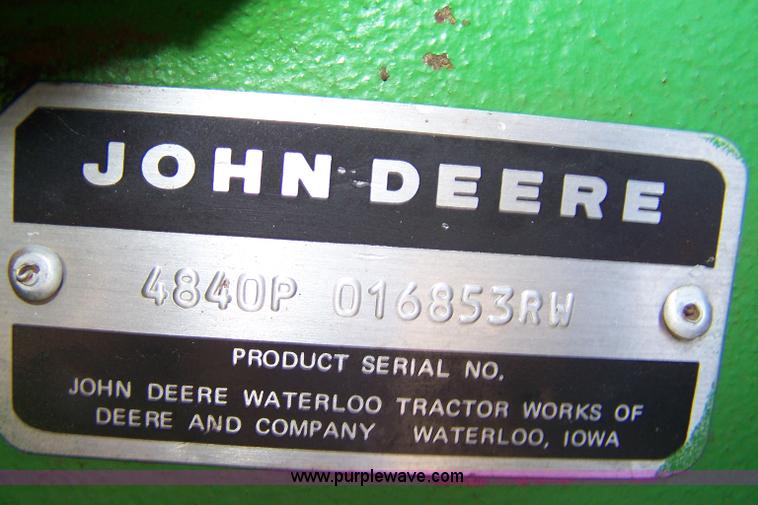 JOHN DEERE
4840P 016853RW
PRODUCT SERIAL NO.
JOHN DEERE WATERLOO TRACTOR WORKS OF
DEERE AND COMPANY WATERLOO, IOWA
www.purplewave.com